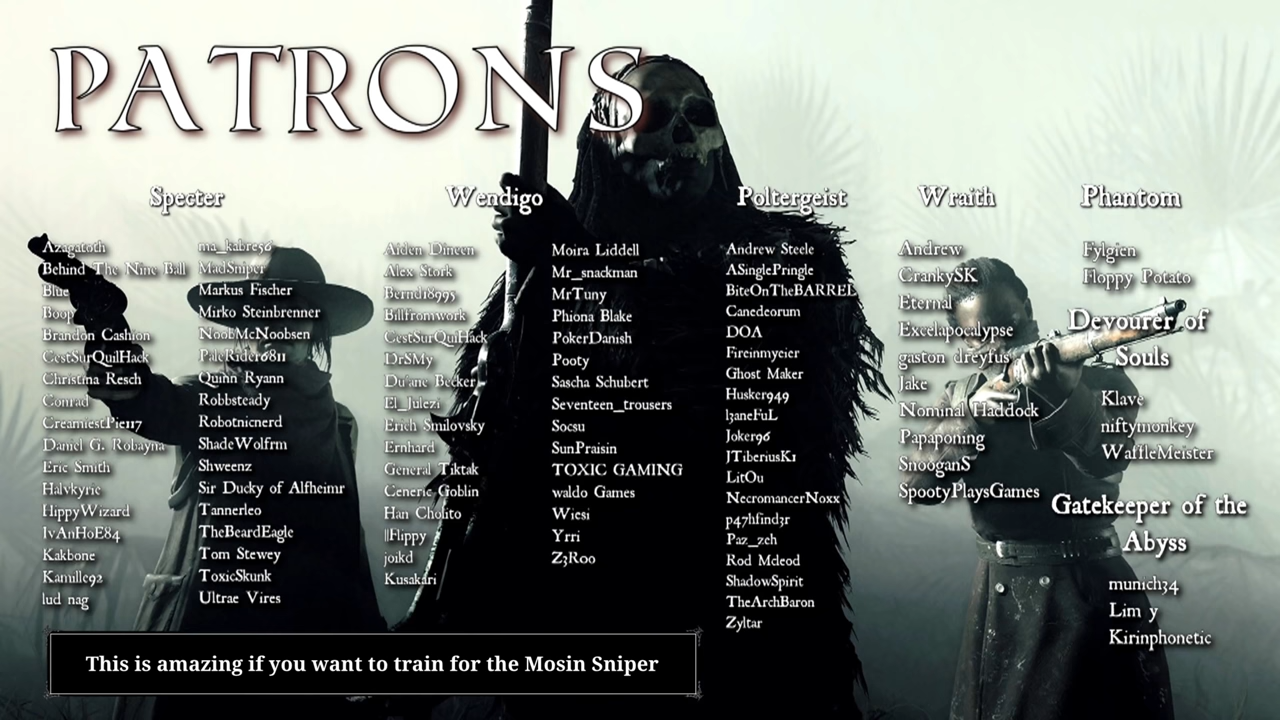 PATRONS
Specter
Azagatoth
Behind The Nine Ball
Blue
Boop
Brandon Cashion
CestSurQuilHack
Christina Resch
Conrad
CreamiestPie117
Daniel G. Robayna
Eric Smith
Halvkyrie
HippyWizard
IvAnHoE84
Kakbone
Kamille92
lud nag
ma_kabre56
MadSniper
Markus Fischer
Mirko Steinbrenner
NoobMcNoobsen
PaleRider6811
Quinn Ryann
Robbsteady
Robotnicnerd
ShadeWolfrm
Shweenz
Sir Ducky of Alfheimr
Tannerleo
TheBeardEagle
Tom Stewey
ToxicSkunk
Ultrae Vires
Wendigo
Aiden Dineen
Alex Stork
Bernd18995
Billfromwork
CestSurQuiHack
DrSMy
Du'ane Becker
El_Julezi
Erich Smilovsky
Ernhard
General Tiktak
Generic Goblin
Han Cholito
||Flippy
joikd
Kusakari
Moira Liddell
Mr_snackman
MrTuny
Phiona Blake
PokerDanish
Pooty
Sascha Schubert
Seventeen_trousers
Socsu
SunPraisin
TOXIC GAMING
waldo Games
Wiesi
Yrri
Z3R00
Poltergeist
Andrew Steele
ASinglePringle
BiteOnTheBARREL
Canedeorum
DOA
Fireinmyeier
Ghost Maker
Husker949
l3aneFuL
Joker96
JTiberiusK1
LitOu
NecromancerNoxx
p47hfind3r
Paz_zeh
Rod Mcleod
ShadowSpirit
TheArchBaron
Zyltar
Wraith
Andrew
CrankySK
Eternal
Excelapocalypse
gaston dreyfus
Jake
Nominal Haddock
Papaponing
SnooganS
SpootyPlaysGames
Phantom
Fylgien
Floppy Potato
Devourer of
Souls
Klave
niftymonkey
WaffleMeister
Gatekeeper of the
Abyss
munich34
Lim y
Kirinphonetic
This is amazing if you want to train for the Mosin Sniper